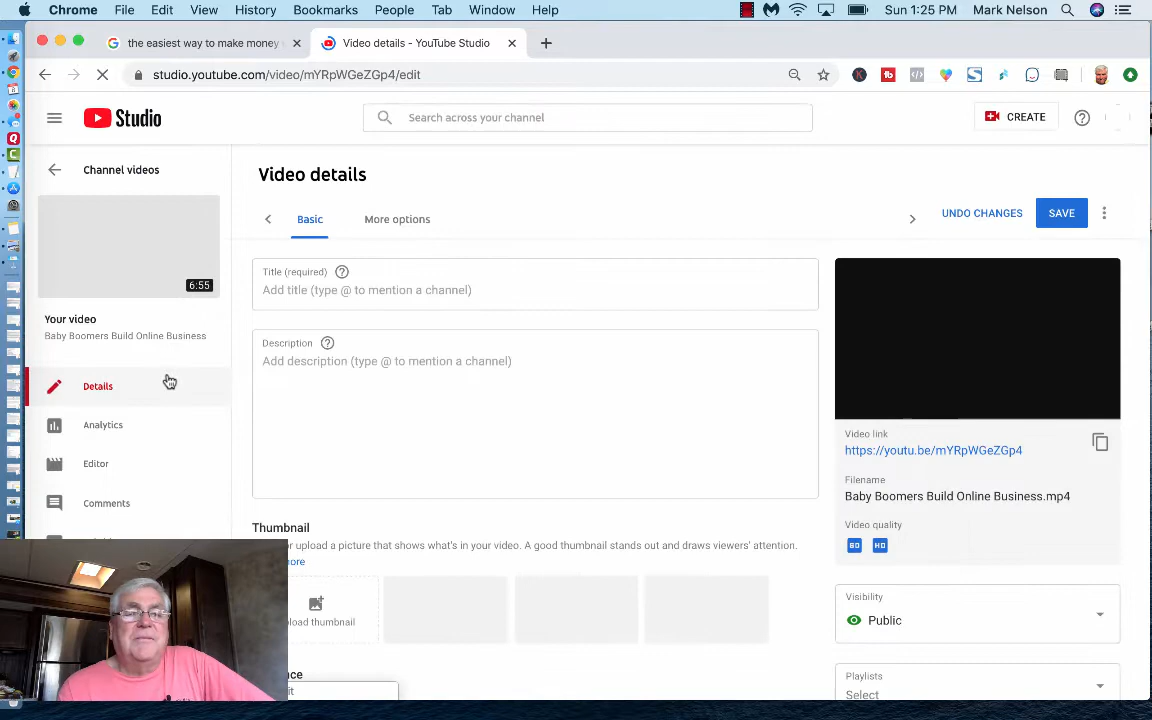 Chrome File Edit View History Bookmarks People Tab Window Help Sun 1:25 PM Mark Nelson
the easiest way to make money
Video details - YouTube Studio
studio.youtube.com/video/mYRpWGeZGp4/edit
Studio
Search across your channel
CREATE
Channel videos
6:55
Your video
Baby Boomers Build Online Business
Details
Analytics
Editor
Comments
Video details
Basic
More options
UNDO CHANGES
SAVE
Title (required)
Add title (type @ to mention a channel)
Description
Add description (type @ to mention a channel)
Thumbnail
or upload a picture that shows what's in your video. A good thumbnail stands out and draws viewers' attention.
Video link
https://youtu.be/mYRpWGeZGp4
Filename
Baby Boomers Build Online Business.mp4
Video quality
SD HD
Visibility
Public
Playlists
Select